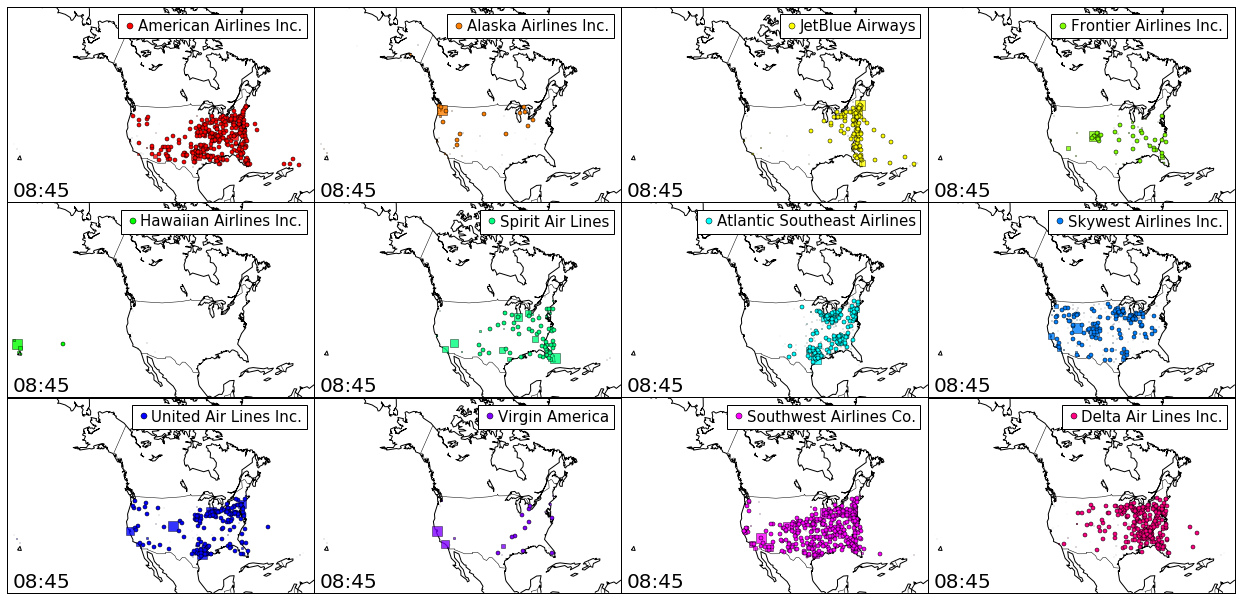 American Airlines Inc.
Alaska Airlines Inc.
JetBlue Airways
Frontier Airlines Inc.
08:45
08:45
08:45
08:45
Hawaiian Airlines Inc.
Spirit Air Lines
Atlantic Southeast Airlines
Skywest Airlines Inc.
08:45
08:45
08:45
08:45
United Air Lines Inc.
Virgin America
Southwest Airlines Co.
Delta Air Lines Inc.
08:45
08:45
08:45
08:45